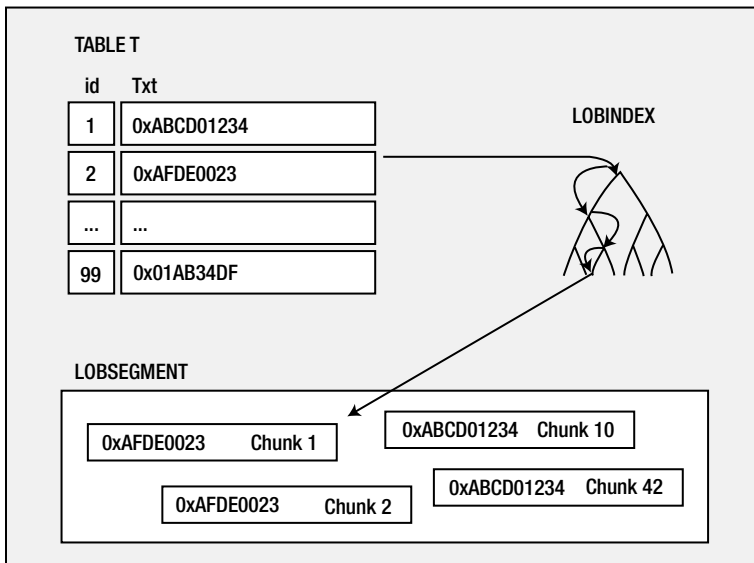 TABLE T
id Txt
1 0xABCD01234
LOBINDEX
2 0xAFDE0023
... ...
99 0x01AB34DF
LOBSEGMENT
0xAFDE0023 Chunk 1
0xABCD01234 Chunk 10
0xAFDE0023 Chunk 2
0xABCD01234 Chunk 42